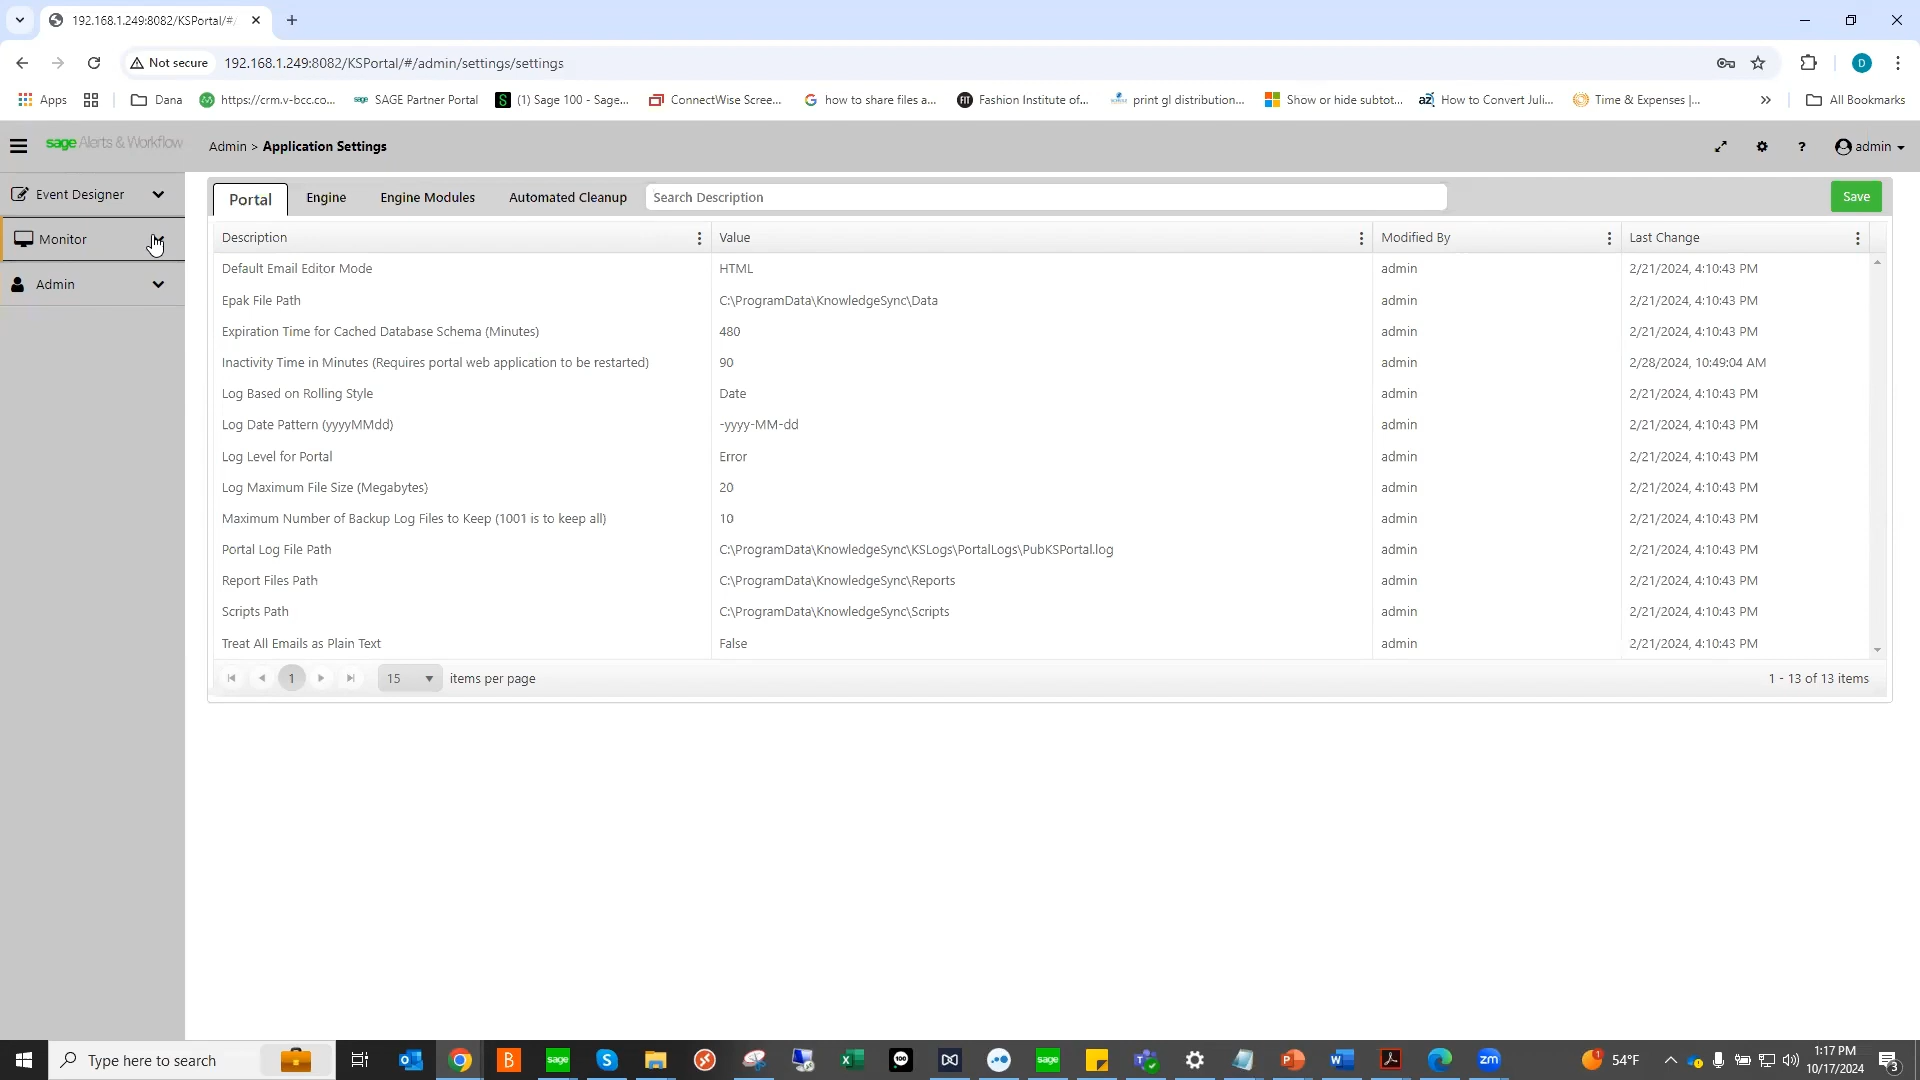 192.168.1.249:8082/KSPortal/#/
Not secure 192.168.1.249:8082/KSPortal/#/admin/settings/settings D
Apps Dana https://crm.v-bcc.co... SAGE Partner Portal (1) Sage 100 - Sage... ConnectWise Scree... how to share files a... Fashion Institute of... print gl distribution... Show or hide subtot... How to Convert Juli... Time & Expenses |... All Bookmarks
sage Alerts & Workflow Admin > Application Settings ? admin
Event Designer
Monitor
Admin
Portal Engine Engine Modules Automated Cleanup Search Description Save
Description Value Modified By Last Change
Default Email Editor Mode HTML admin 2/21/2024, 4:10:43 PM
Epak File Path C:\ProgramData\KnowledgeSync\Data admin 2/21/2024, 4:10:43 PM
Expiration Time for Cached Database Schema (Minutes) 480 admin 2/21/2024, 4:10:43 PM
Inactivity Time in Minutes (Requires portal web application to be restarted) 90 admin 2/28/2024, 10:49:04 AM
Log Based on Rolling Style Date admin 2/21/2024, 4:10:43 PM
Log Date Pattern (yyyyMMdd) -yyyy-MM-dd admin 2/21/2024, 4:10:43 PM
Log Level for Portal Error admin 2/21/2024, 4:10:43 PM
Log Maximum File Size (Megabytes) 20 admin 2/21/2024, 4:10:43 PM
Maximum Number of Backup Log Files to Keep (1001 is to keep all) 10 admin 2/21/2024, 4:10:43 PM
Portal Log File Path C:\ProgramData\KnowledgeSync\KSLogs\PortalLogs\PubKSPortal.log admin 2/21/2024, 4:10:43 PM
Report Files Path C:\ProgramData\KnowledgeSync\Reports admin 2/21/2024, 4:10:43 PM
Scripts Path C:\ProgramData\KnowledgeSync\Scripts admin 2/21/2024, 4:10:43 PM
Treat All Emails as Plain Text False admin 2/21/2024, 4:10:43 PM
1 15 items per page 1 - 13 of 13 items
Type here to search 54°F 1:17 PM
10/17/2024